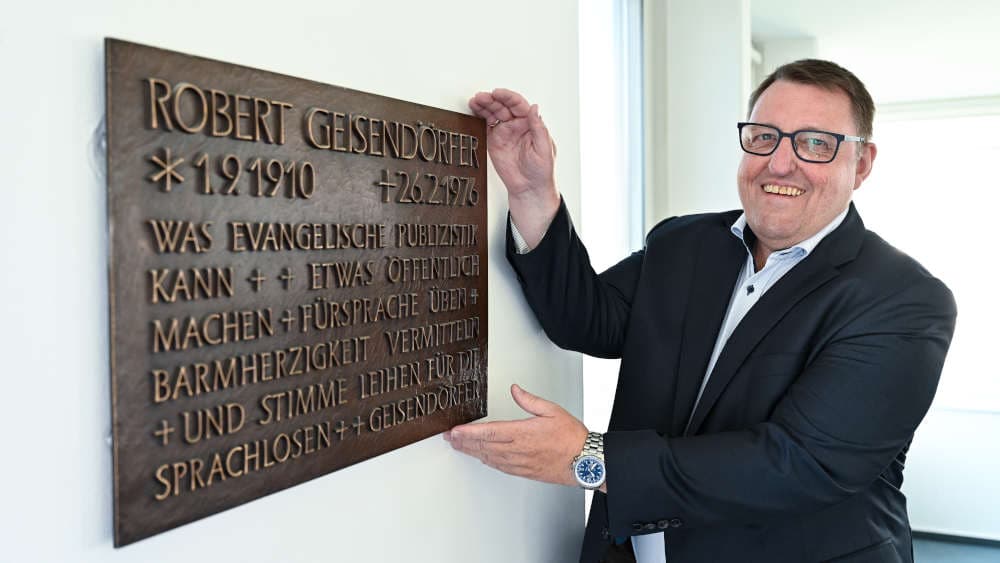 ROBERT GEISENDÖRFER
* 1.9.1910 +26.2.1976
WAS EVANGELISCHE PUBLIZISTIK
KANN + + ETWAS ÖFFENTLICH
MACHEN + FÜRSPRACHE ÜBEN +
BARMHERZIGKEIT VERMITTELN
+ UND STIMME LEIHEN FÜR DIE
SPRACHLOSEN + + GEISENDÖRFER